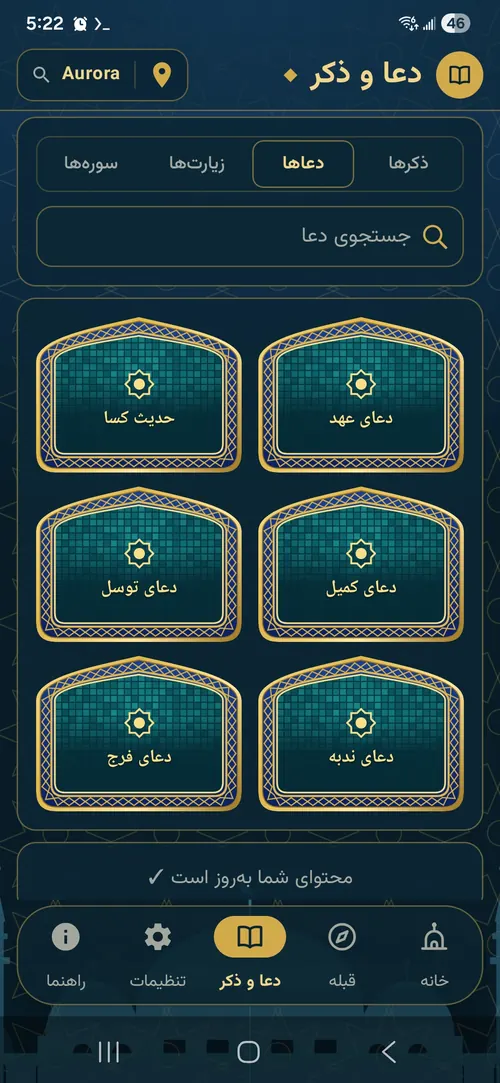 5:22
46
دعا و ذکر
Aurora
ذکرها
دعاها
زیارت‌ها
سوره‌ها
جستجوی دعا
دعای عهد
حدیث کسا
دعای کمیل
دعای توسل
دعای ندبه
دعای فرج
محتوای شما به‌روز است ✓
خانه
قبله
دعا و ذکر
تنظیمات
راهنما